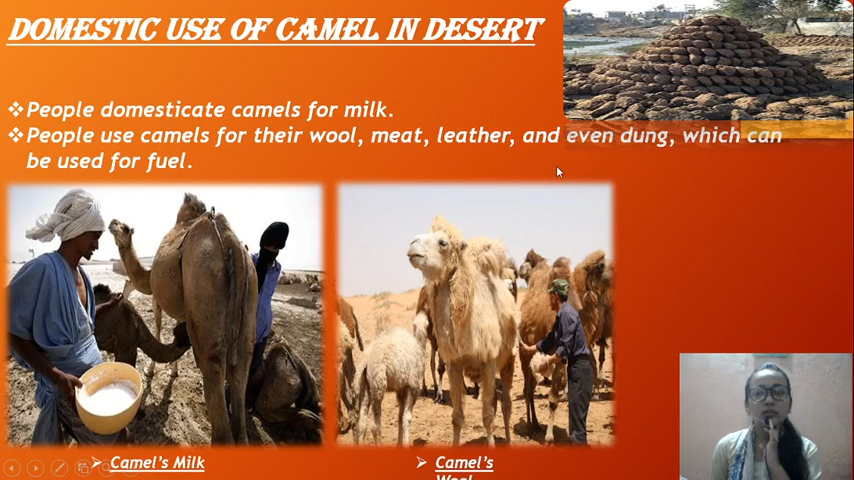 DOMESTIC USE OF CAMEL IN DESERT
❖People domesticate camels for milk.
❖People use camels for their wool, meat, leather, and even dung, which can
be used for fuel.
➢ Camel's Milk
➢ Camel's
Wool